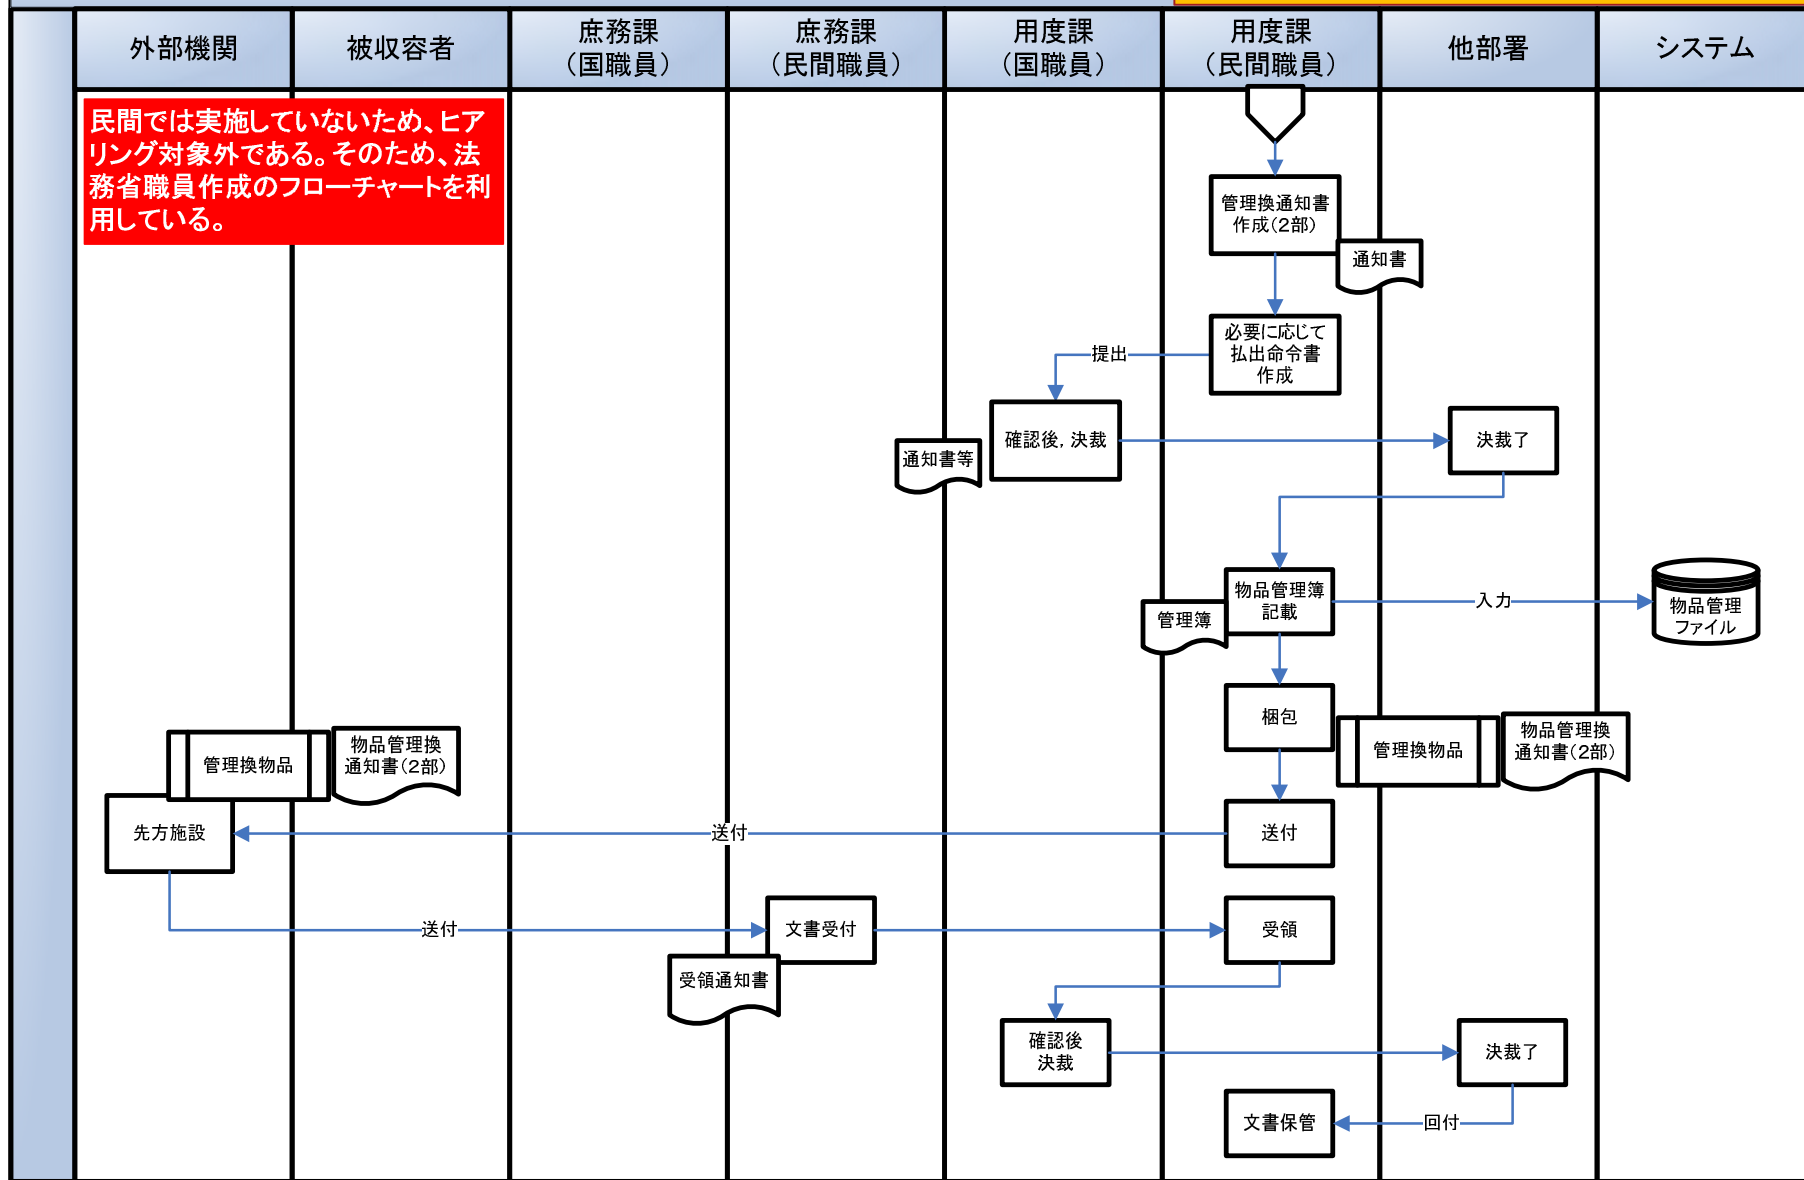 外部機関
被収容者
庶務課
（国職員）
庶務課
（民間職員）
用度課
（国職員）
用度課
（民間職員）
他部署
システム
民間では実施していないため、ヒア
リング対象外である。そのため、法
務省職員作成のフローチャートを利
用している。
管理換通知書
作成（２部）
通知書
必要に応じて
払出命令書
作成
提出
確認後，決裁
通知書等
決裁了
物品管理簿
記載
管理簿
入力
物品管理
ファイル
梱包
管理換物品
物品管理換
通知書（２部）
管理換物品
物品管理換
通知書（２部）
先方施設
送付
送付
送付
文書受付
受領
受領通知書
確認後
決裁
決裁了
文書保管
回付